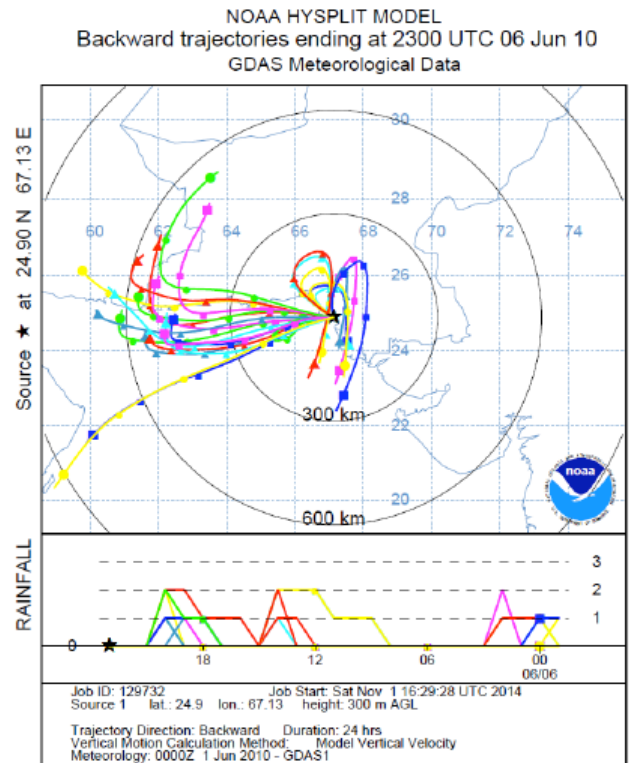 NOAA HYSPLIT MODEL
Backward trajectories ending at 2300 UTC 06 Jun 10
GDAS Meteorological Data
Source ★ at 24.90 N 67.13 E
30
28
60 62 64 66 68 70 72 74
26
24
22
20
300 km
600 km
noaa
RAINFALL
3
2
1
0
18 12 06 00
06/06
Job ID: 129732 Job Start: Sat Nov 1 16:29:28 UTC 2014
Source 1 lat.: 24.9 lon.: 67.13 height: 300 m AGL
Trajectory Direction: Backward Duration: 24 hrs
Vertical Motion Calculation Method: Model Vertical Velocity
Meteorology: 0000Z 1 Jun 2010 - GDAS1